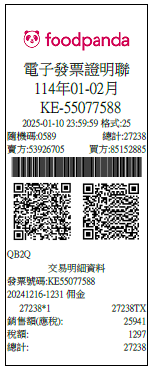 foodpanda
電子發票證明聯
114年01-02月
KE-55077588
2025-01-10 23:59:59 格式:25
隨機碼:0589 總計:27238
賣方:53926705 買方:85152885
QB2Q
交易明細資料
發票號碼:KE55077588
20241216-1231 佣金
27238*1 27238TX
銷售額(應稅): 25941
稅額: 1297
總計: 27238